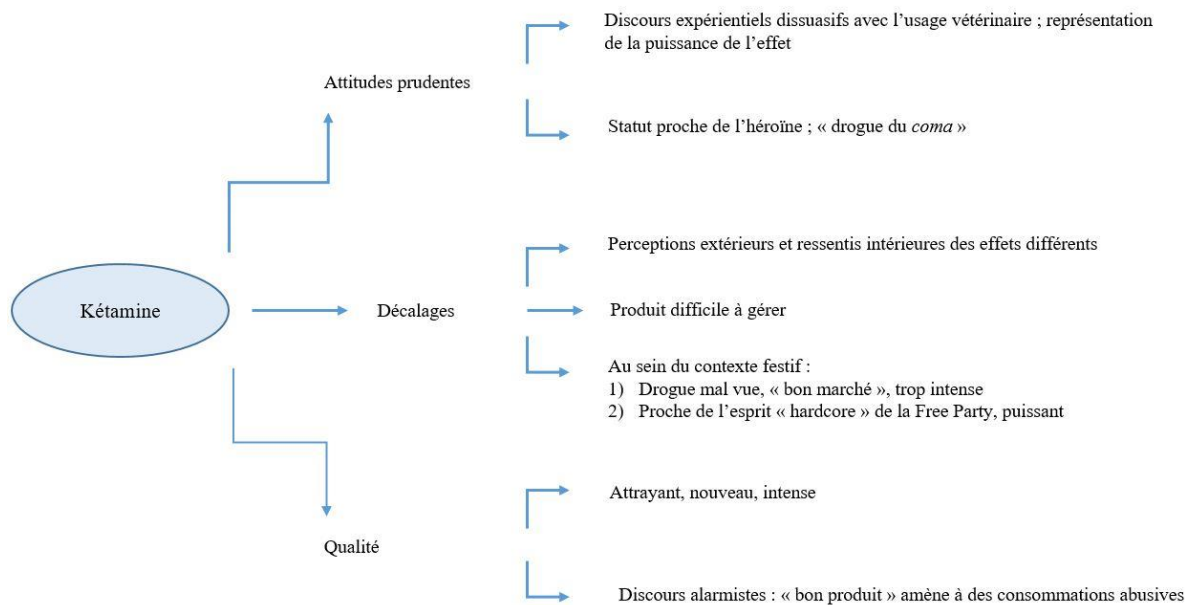 Discours expérientiels dissuasifs avec l’usage vétérinaire ; représentation
de la puissance de l’effet
Attitudes prudentes
Statut proche de l’héroïne ; « drogue du coma »
Perceptions extérieurs et ressentis intérieures des effets différents
Kétamine
Décalages
Produit difficile à gérer
Au sein du contexte festif :
1) Drogue mal vue, « bon marché », trop intense
2) Proche de l’esprit « hardcore » de la Free Party, puissant
Attrayant, nouveau, intense
Qualité
Discours alarmistes : « bon produit » amène à des consommations abusives